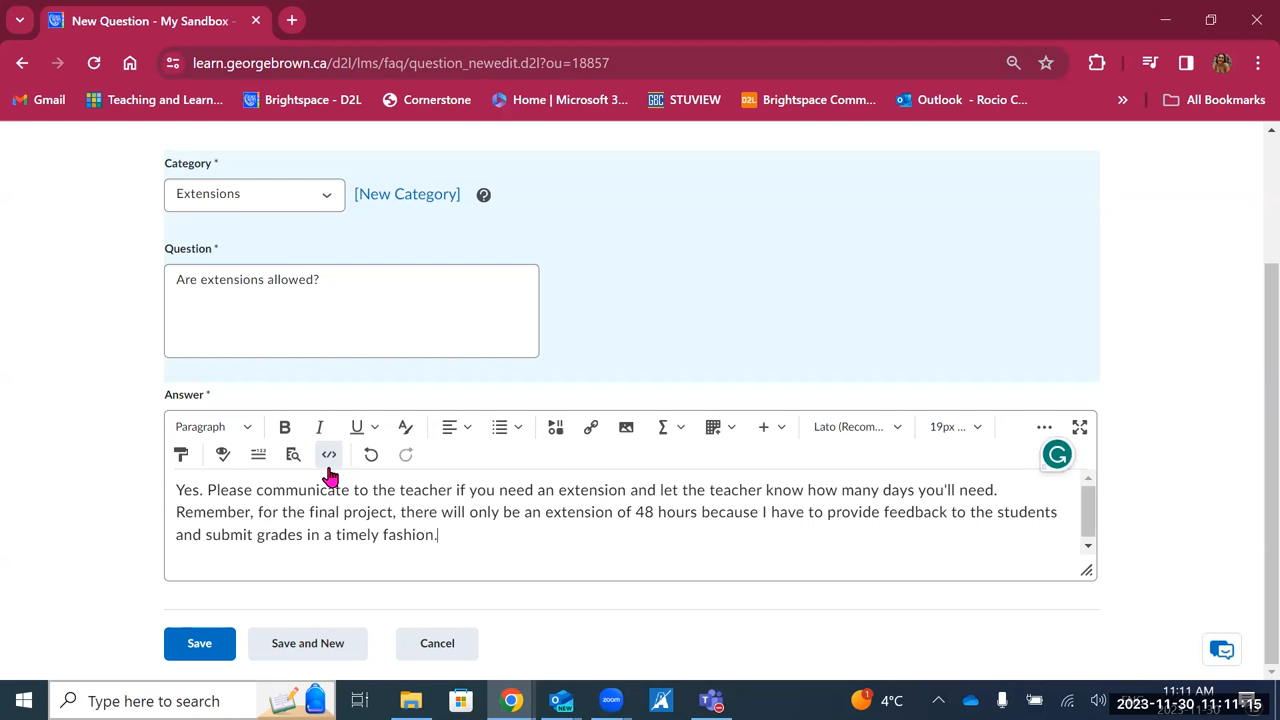 New Question - My Sandbox -
learn.georgebrown.ca/d2l/lms/faq/question_newedit.d2l?ou=18857
Gmail Teaching and Learn... Brightspace - D2L Cornerstone Home | Microsoft 3... GBC STUVIEW D2L Brightspace Comm... Outlook - Rocio C... » All Bookmarks
Category *
Extensions [New Category]
Question *
Are extensions allowed?
Answer *
Paragraph B I U Lato (Recom... 19px ...
Yes. Please communicate to the teacher if you need an extension and let the teacher know how many days you'll need.
Remember, for the final project, there will only be an extension of 48 hours because I have to provide feedback to the students
and submit grades in a timely fashion.
Save Save and New Cancel
Type here to search zoom 1 4°C 11:11 AM
2023-11-30 11:11:15